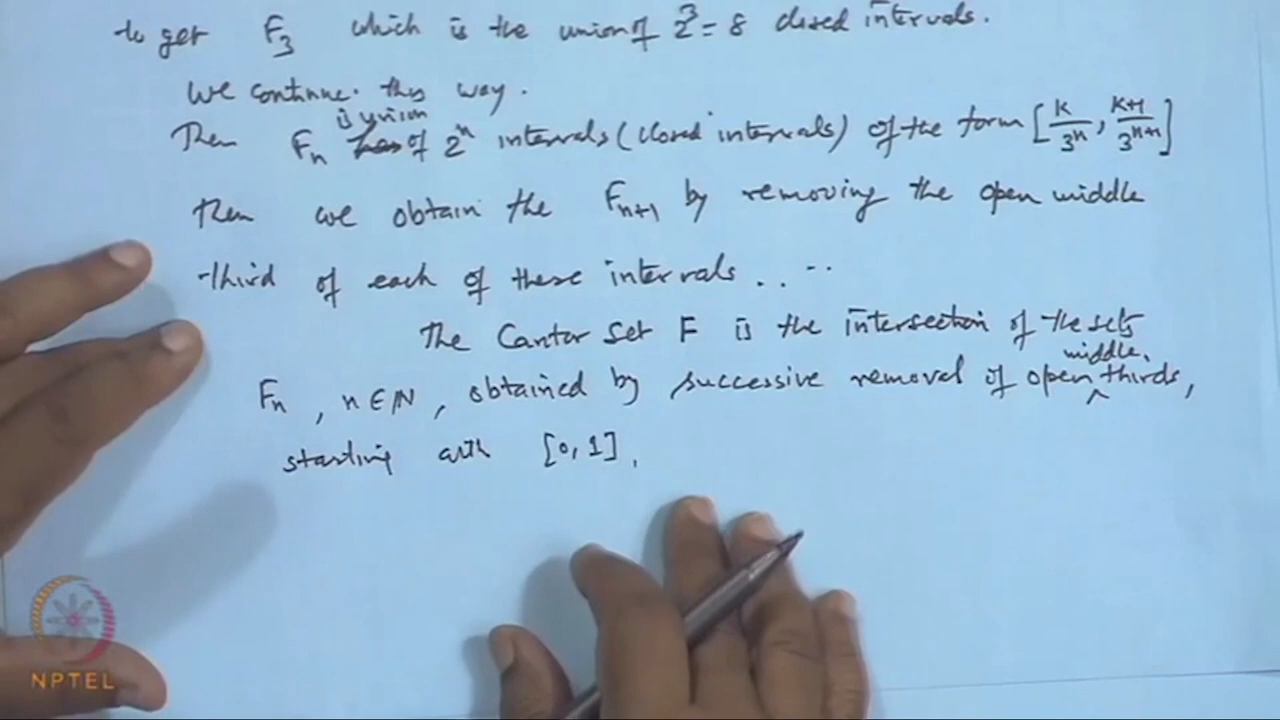 to get F₃ which is the union of 2³ = 8 closed intervals.
We continue this way.
Then Fₙ is union of 2ⁿ intervals (closed intervals) of the form [K/3ⁿ, K+1/3ⁿ⁺¹]
Then we obtain the Fₙ₊₁ by removing the open middle
-third of each of these intervals . . - ..
The Cantor Set F is the intersection of the sets
Fₙ, n ∈ ℕ, obtained by successive removal of open middle thirds,
starting with [0, 1].
NPTEL